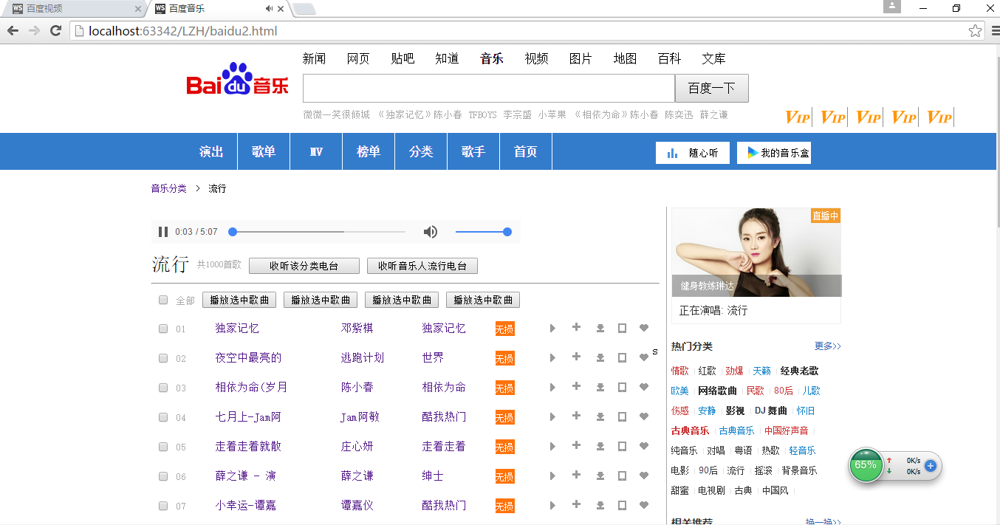 百度视频
百度音乐
localhost:63342/LZH/baidu2.html
新闻 网页 贴吧 知道 音乐 视频 图片 地图 百科 文库
Bai du 音乐
百度一下
微微一笑很倾城 《独家记忆》陈小春 TFBOYS 李宗盛 小苹果 《相依为命》陈小春 陈奕迅 薛之谦
VIP VIP VIP VIP VIP
演出 歌单 MV 榜单 分类 歌手 首页
随心听 我的音乐盒
音乐分类 > 流行
0:03 / 5:07
流行 共1000首歌 收听该分类电台 收听音乐人流行电台
全部 播放选中歌曲 播放选中歌曲 播放选中歌曲 播放选中歌曲
01 独家记忆 邓紫棋 独家记忆 无损
s
02 夜空中最亮的 逃跑计划 世界 无损
03 相依为命(岁月 陈小春 相依为命 无损
04 七月上-Jam阿 Jam阿敏 酷我热门 无损
05 走着走着就散 庄心妍 走着走着 无损
06 薛之谦 - 演 薛之谦 绅士 无损
07 小幸运-谭嘉 谭嘉仪 酷我热门 无损
直播中
健身教练琳达
正在演唱: 流行
热门分类 更多>>
情歌 红歌 劲爆 天籁 经典老歌
欧美 网络歌曲 民歌 80后 儿歌
伤感 安静 影视 DJ 舞曲 怀旧
古典音乐 古典音乐 中国好声音
纯音乐 对唱 粤语 热歌 轻音乐
电影 90后 流行 摇滚 背景音乐
甜蜜 电视剧 古典 中国风
相关推荐 换一换>>
65%
0K/s
0K/s